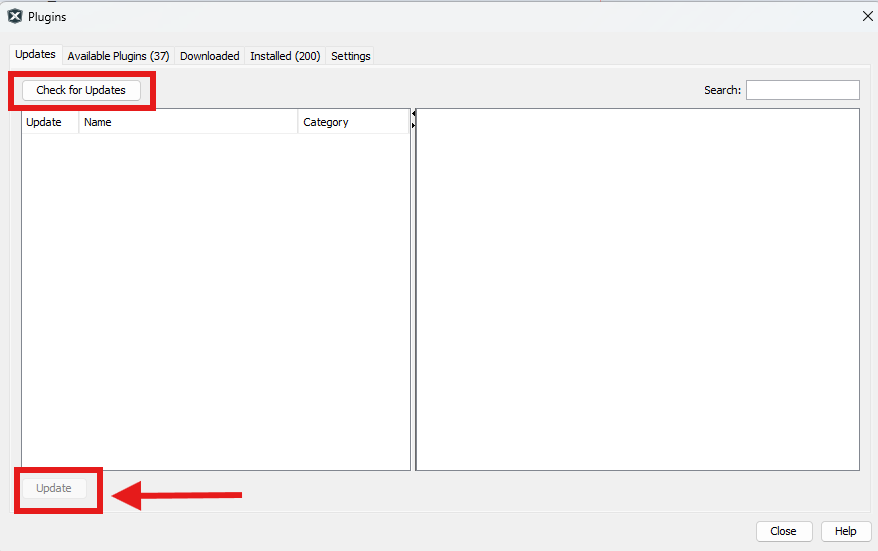 Plugins
Updates Available Plugins (37) Downloaded Installed (200) Settings
Check for Updates Search:
Update Name Category
Update
Close Help